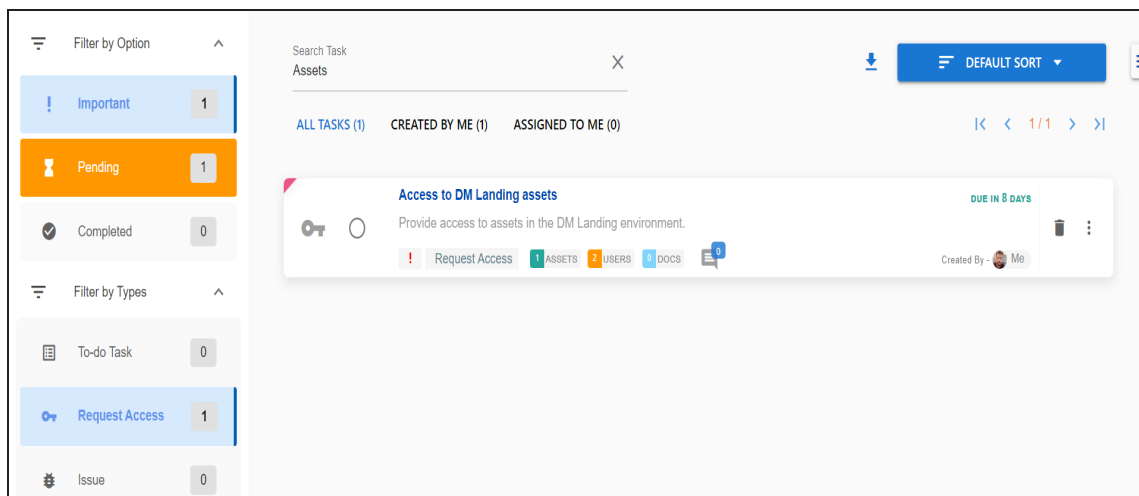 Filter by Option
Important 1
Pending 1
Completed 0
Filter by Types
To-do Task 0
Request Access 1
Issue 0
Search Task
Assets
DEFAULT SORT
ALL TASKS (1) CREATED BY ME (1) ASSIGNED TO ME (0)
1 / 1
Access to DM Landing assets
DUE IN 8 DAYS
Provide access to assets in the DM Landing environment.
! Request Access 1 ASSETS 2 USERS 0 DOCS 0
Created By - Me